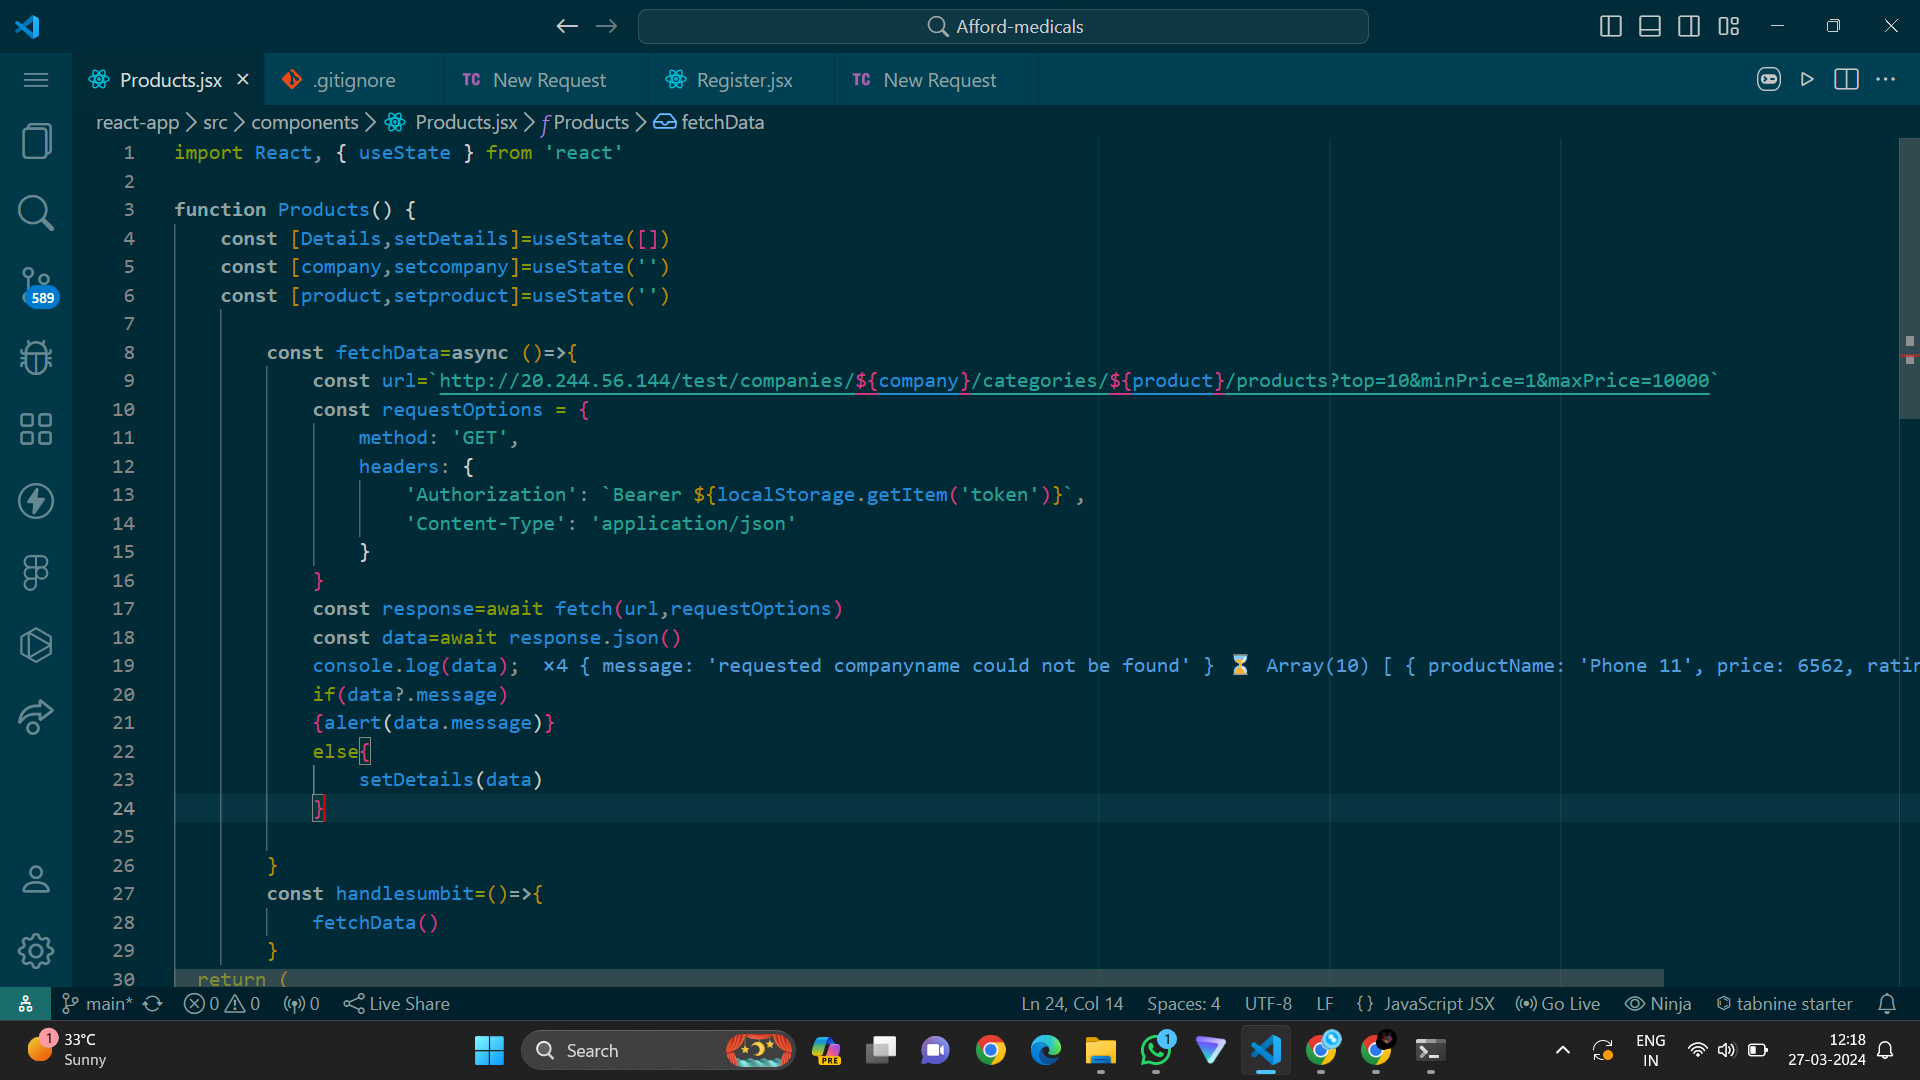 Afford-medicals
Products.jsx
.gitignore
TC New Request
Register.jsx
TC New Request
react-app > src > components > Products.jsx > Products > fetchData
1 import React, { useState } from 'react'
2
3 function Products() {
4 const [Details,setDetails]=useState([])
5 const [company,setcompany]=useState('')
6 const [product,setproduct]=useState('')
7
8 const fetchData=async ()=>{
9 const url=`http://20.244.56.144/test/companies/${company}/categories/${product}/products?top=10&minPrice=1&maxPrice=10000`
10 const requestOptions = {
11 method: 'GET',
12 headers: {
13 'Authorization': `Bearer ${localStorage.getItem('token')}`,
14 'Content-Type': 'application/json'
15 }
16 }
17 const response=await fetch(url,requestOptions)
18 const data=await response.json()
19 console.log(data); ×4 { message: 'requested companyname could not be found' } ⏳ Array(10) [ { productName: 'Phone 11', price: 6562, ratin
20 if(data?.message)
21 {alert(data.message)}
22 else{
23 setDetails(data)
24 }
25
26 }
27 const handlesumbit=()=>{
28 fetchData()
29 }
30 return (
589
main* 0 0 0 Live Share Ln 24, Col 14 Spaces: 4 UTF-8 LF {} JavaScript JSX Go Live Ninja tabnine starter
1 33°C
Sunny
Search
PRE
1
ENG
IN
12:18
27-03-2024